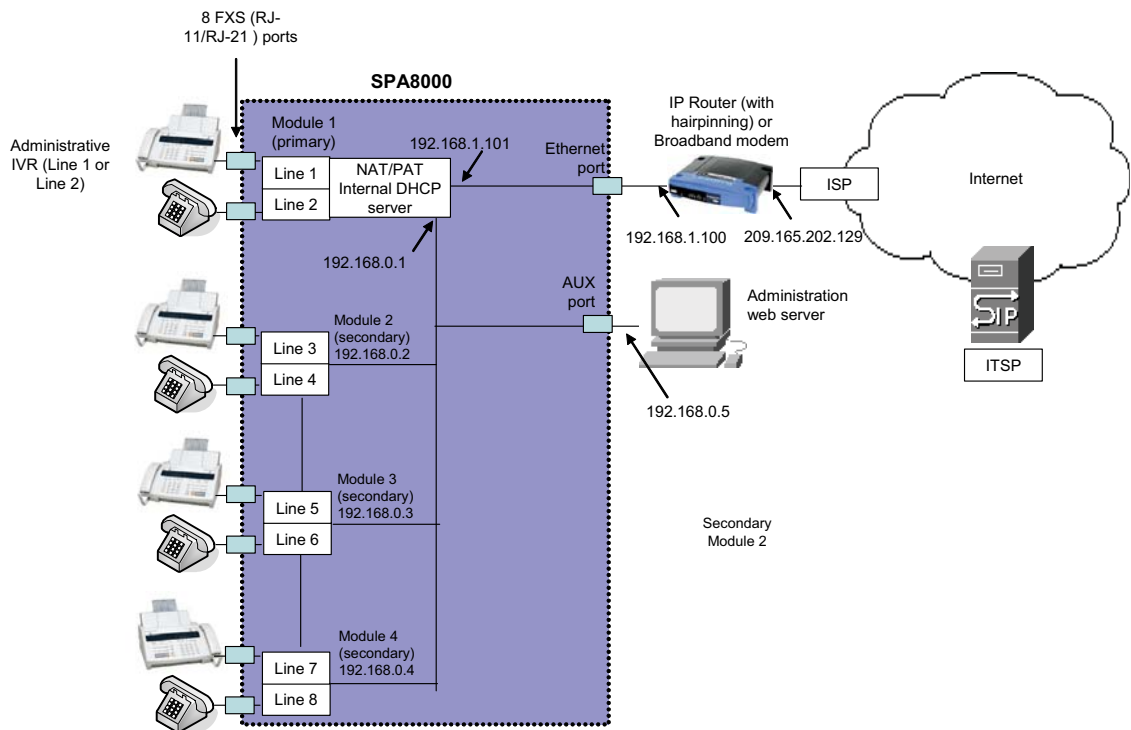 8 FXS (RJ-
11/RJ-21 ) ports
SPA8000
Administrative
IVR (Line 1 or
Line 2)
Module 1
(primary)
192.168.1.101
Line 1
Line 2
NAT/PAT
Internal DHCP
server
192.168.0.1
Ethernet
port
IP Router (with
hairpinning) or
Broadband modem
192.168.1.100
209.165.202.129
ISP
Internet
IP
ITSP
AUX
port
Administration
web server
192.168.0.5
Module 2
(secondary)
192.168.0.2
Line 3
Line 4
Module 3
(secondary)
192.168.0.3
Line 5
Line 6
Secondary
Module 2
Module 4
(secondary)
192.168.0.4
Line 7
Line 8